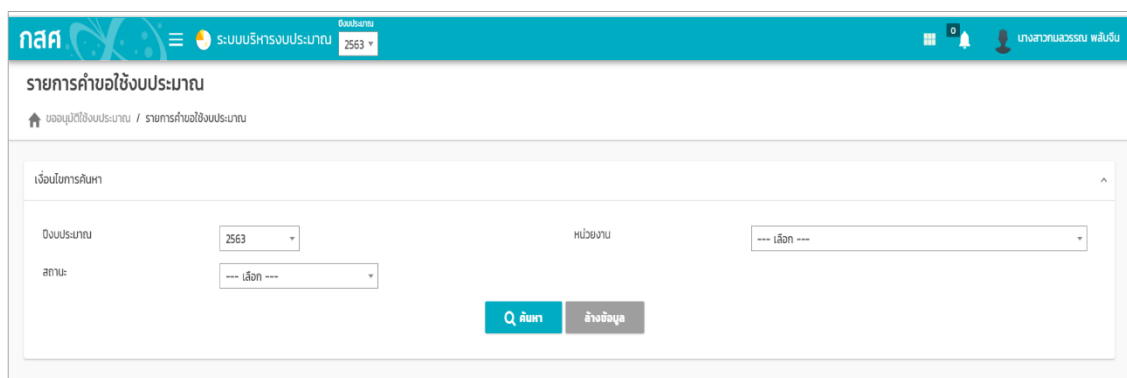 กสศ ระบบบริหารงบประมาณ ปีงบประมาณ 2563 0 นางสาวกมลวรรณ พลับจีน
รายการคำขอใช้งบประมาณ
ขออนุมัติใช้งบประมาณ / รายการคำขอใช้งบประมาณ
เงื่อนไขการค้นหา
ปีงบประมาณ 2563 หน่วยงาน --- เลือก ---
สถานะ --- เลือก ---
ค้นหา ล้างข้อมูล